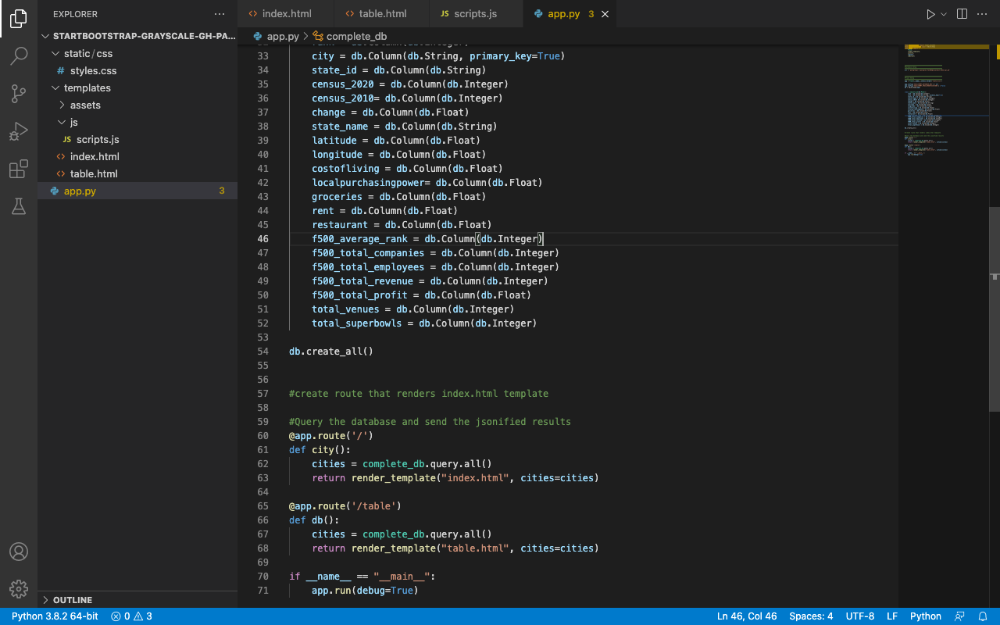 EXPLORER
···
STARTBOOTSTRAP-GRAYSCALE-GH-PA...
static/css
# styles.css
templates
assets
js
JS scripts.js
<> index.html
<> table.html
app.py 3
OUTLINE
<> index.html
<> table.html
JS scripts.js
app.py 3
···
app.py > complete_db
33 city = db.Column(db.String, primary_key=True)
34 state_id = db.Column(db.String)
35 census_2020 = db.Column(db.Integer)
36 census_2010= db.Column(db.Integer)
37 change = db.Column(db.Float)
38 state_name = db.Column(db.String)
39 latitude = db.Column(db.Float)
40 longitude = db.Column(db.Float)
41 costofliving = db.Column(db.Float)
42 localpurchasingpower= db.Column(db.Float)
43 groceries = db.Column(db.Float)
44 rent = db.Column(db.Float)
45 restaurant = db.Column(db.Float)
46 f500_average_rank = db.Column(db.Integer)
47 f500_total_companies = db.Column(db.Integer)
48 f500_total_employees = db.Column(db.Integer)
49 f500_total_revenue = db.Column(db.Integer)
50 f500_total_profit = db.Column(db.Float)
51 total_venues = db.Column(db.Integer)
52 total_superbowls = db.Column(db.Integer)
53
54 db.create_all()
55
56
57 #create route that renders index.html template
58
59 #Query the database and send the jsonified results
60 @app.route('/')
61 def city():
62 cities = complete_db.query.all()
63 return render_template("index.html", cities=cities)
64
65 @app.route('/table')
66 def db():
67 cities = complete_db.query.all()
68 return render_template("table.html", cities=cities)
69
70 if __name__ == "__main__":
71 app.run(debug=True)
Python 3.8.2 64-bit 0 3 Ln 46, Col 46 Spaces: 4 UTF-8 LF Python